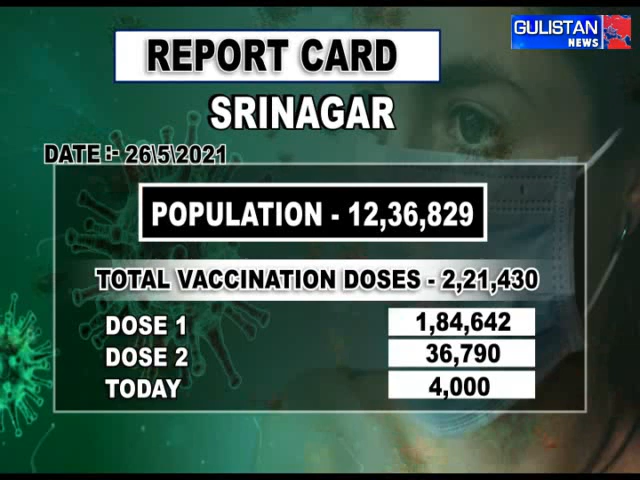 GULISTAN
NEWS
REPORT CARD
SRINAGAR
DATE :- 26\5\2021
POPULATION - 12,36,829
TOTAL VACCINATION DOSES - 2,21,430
DOSE 1 1,84,642
DOSE 2 36,790
TODAY 4,000